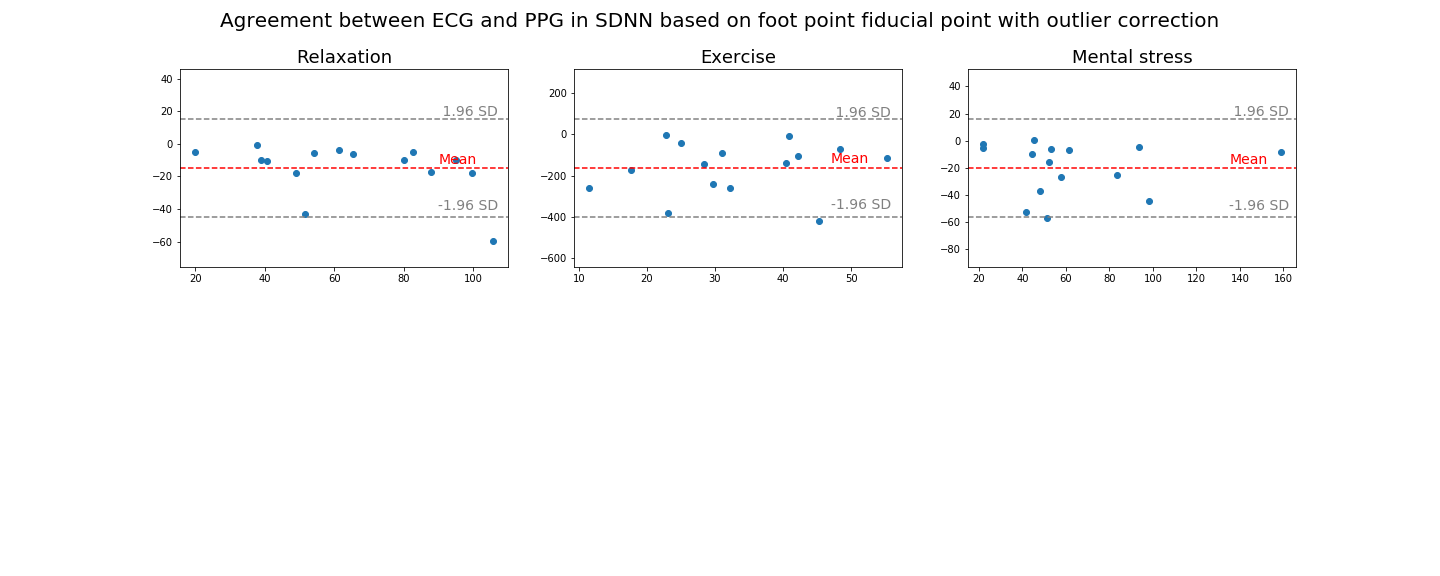 Agreement between ECG and PPG in SDNN based on foot point fiducial point with outlier correction
Relaxation
40
20
0
−20
−40
−60
1.96 SD
Mean
-1.96 SD
20
40
60
80
100
Exercise
200
0
−200
−400
−600
1.96 SD
Mean
-1.96 SD
10
20
30
40
50
Mental stress
40
20
0
−20
−40
−60
−80
1.96 SD
Mean
-1.96 SD
20
40
60
80
100
120
140
160